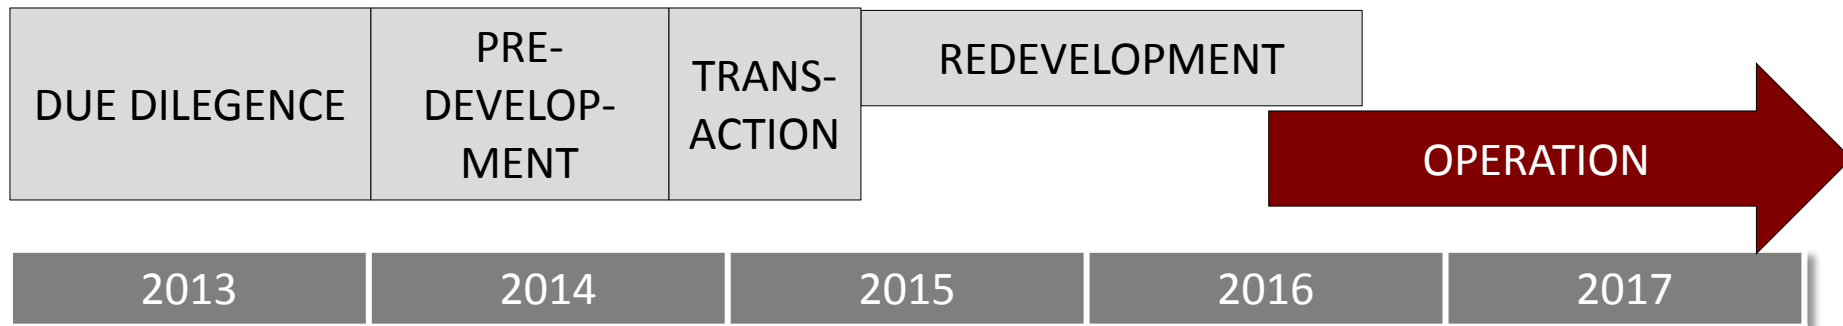 DUE DILEGENCE
PRE-
DEVELOP-
MENT
TRANS-
ACTION
REDEVELOPMENT
OPERATION
2013
2014
2015
2016
2017